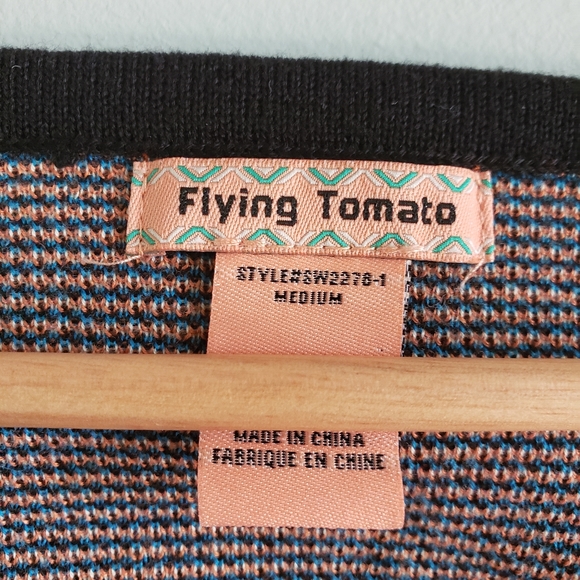 Flying Tomato
STYLE#SW2278-1
MEDIUM
MADE IN CHINA
FABRIQUE EN CHINE